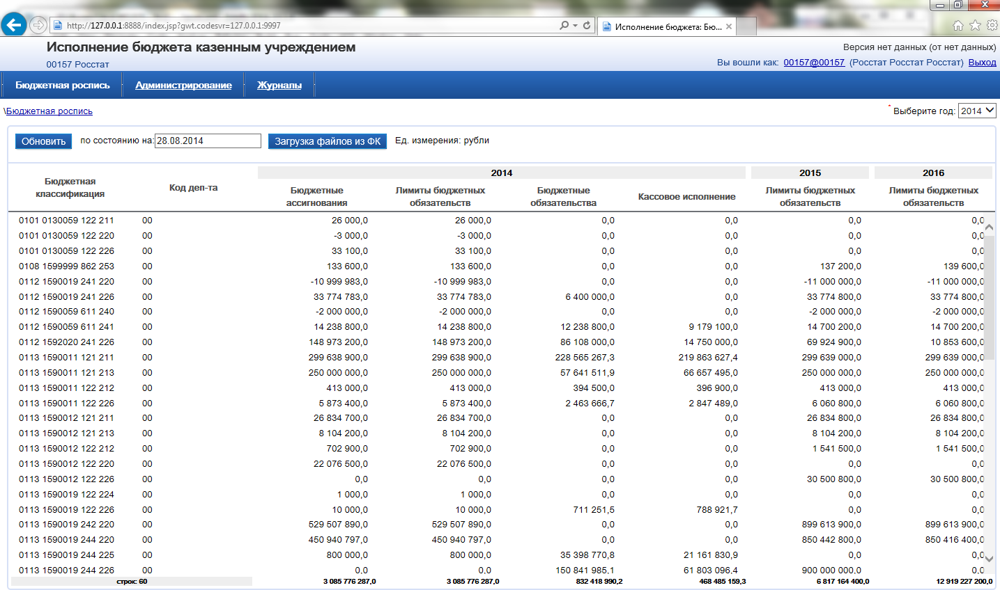 http://127.0.0.1:8888/index.jsp?gwt.codesvr=127.0.0.1:9997
Исполнение бюджета: Бю...
Исполнение бюджета казенным учреждением
Версия нет данных (от нет данных)
00157 Росстат
Вы вошли как: 00157@00157 (Росстат Росстат Росстат) Выход
Бюджетная роспись Администрирование Журналы
\Бюджетная роспись
* Выберите год: 2014
Обновить по состоянию на: 28.08.2014 Загрузка файлов из ФК Ед. измерения: рубли
2014 2015 2016
Бюджетная классификация Код деп-та Бюджетные ассигнования Лимиты бюджетных обязательств Бюджетные обязательства Кассовое исполнение Лимиты бюджетных обязательств Лимиты бюджетных обязательств
0101 0130059 122 211 00 26 000,0 26 000,0 0,0 0,0 0,0 0,0
0101 0130059 122 220 00 -3 000,0 -3 000,0 0,0 0,0 0,0 0,0
0101 0130059 122 226 00 33 100,0 33 100,0 0,0 0,0 0,0 0,0
0108 1599999 862 253 00 133 600,0 133 600,0 0,0 0,0 137 200,0 139 600,0
0112 1590019 241 220 00 -10 999 983,0 -10 999 983,0 0,0 0,0 -11 000 000,0 -11 000 000,0
0112 1590019 241 226 00 33 774 783,0 33 774 783,0 6 400 000,0 0,0 33 774 800,0 33 774 800,0
0112 1590059 611 240 00 -2 000 000,0 -2 000 000,0 0,0 0,0 -2 000 000,0 -2 000 000,0
0112 1590059 611 241 00 14 238 800,0 14 238 800,0 12 238 800,0 9 179 100,0 14 700 200,0 14 700 200,0
0112 1592020 241 226 00 148 973 200,0 148 973 200,0 86 108 000,0 14 750 000,0 69 924 900,0 10 853 600,0
0113 1590011 121 211 00 299 638 900,0 299 638 900,0 228 565 267,3 219 863 627,4 299 639 000,0 299 639 000,0
0113 1590011 121 213 00 250 000 000,0 250 000 000,0 57 641 511,9 66 657 495,0 250 000 000,0 250 000 000,0
0113 1590011 122 212 00 413 000,0 413 000,0 394 500,0 396 900,0 413 000,0 413 000,0
0113 1590011 122 226 00 5 873 400,0 5 873 400,0 2 463 666,7 2 847 489,0 6 060 800,0 6 060 800,0
0113 1590012 121 211 00 26 834 700,0 26 834 700,0 0,0 0,0 26 834 800,0 26 834 800,0
0113 1590012 121 213 00 8 104 200,0 8 104 200,0 0,0 0,0 8 104 200,0 8 104 200,0
0113 1590012 122 212 00 702 900,0 702 900,0 0,0 0,0 1 541 500,0 1 541 500,0
0113 1590012 122 220 00 22 076 500,0 22 076 500,0 0,0 0,0 0,0 0,0
0113 1590012 122 226 00 0,0 0,0 0,0 0,0 30 500 800,0 30 500 800,0
0113 1590019 122 224 00 1 000,0 1 000,0 0,0 0,0 0,0 0,0
0113 1590019 122 226 00 10 000,0 10 000,0 711 251,5 788 921,7 0,0 0,0
0113 1590019 242 220 00 529 507 890,0 529 507 890,0 0,0 0,0 899 613 900,0 899 613 900,0
0113 1590019 244 220 00 450 940 797,0 450 940 797,0 0,0 0,0 850 442 800,0 850 416 400,0
0113 1590019 244 225 00 800 000,0 800 000,0 35 398 770,8 21 161 830,9 0,0 0,0
0113 1590019 244 226 00 0,0 0,0 150 841 985,1 61 803 096,4 900 000 000,0 0,0
строк: 60 3 085 776 287,0 3 085 776 287,0 832 418 990,2 468 485 159,3 6 817 164 400,0 12 919 227 200,0